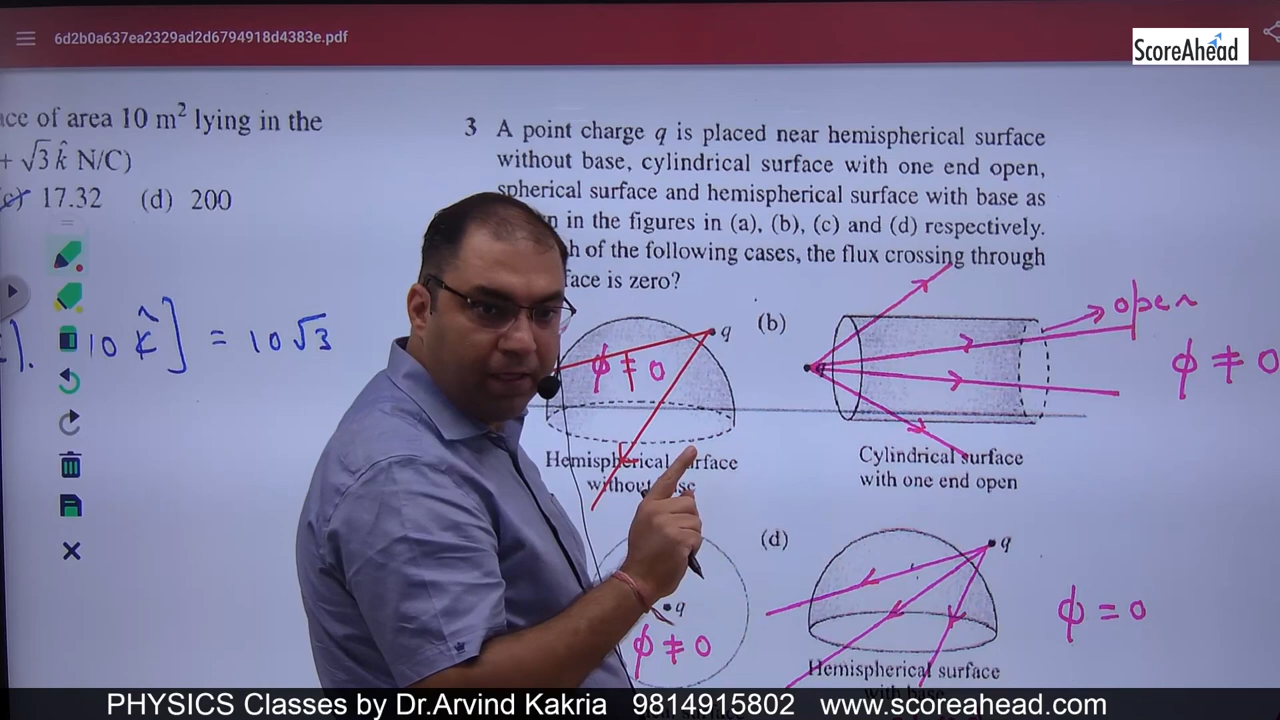 6d2b0a637ea2329ad2d6794918d4383e.pdf
ScoreAhead
ace of area 10 m² lying in the
+ √3 k̂ N/C)
17.32 (d) 200
10 k̂] = 10√3
3 A point charge q is placed near hemispherical surface
without base, cylindrical surface with one end open,
spherical surface and hemispherical surface with base as
n in the figures in (a), (b), (c) and (d) respectively.
h of the following cases, the flux crossing through
face is zero?
q
ϕ ≠ 0
Hemispherical surface
without base
(b)
q
open
ϕ ≠ 0
Cylindrical surface
with one end open
q
ϕ ≠ 0
(d)
q
ϕ = 0
Hemispherical surface
with base
PHYSICS Classes by Dr.Arvind Kakria 9814915802 www.scoreahead.com